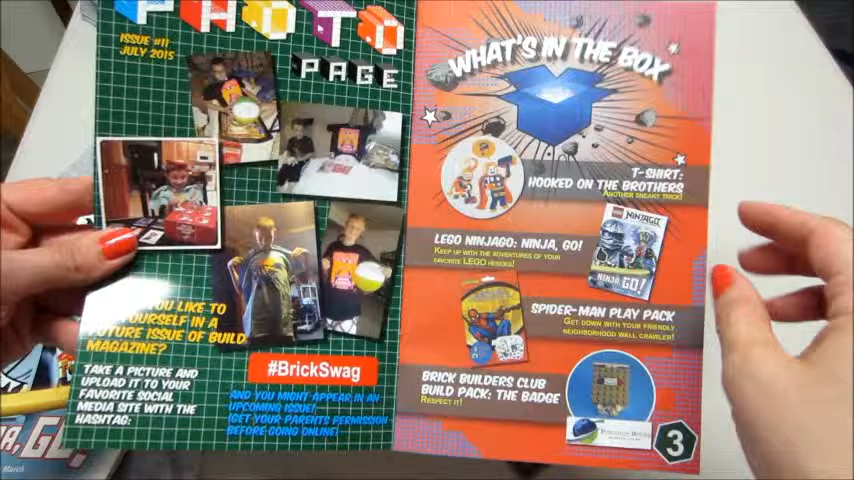 PHOTO
PAGE
ISSUE #11
JULY 2015
YOU LIKE TO
YOURSELF IN A
FUTURE ISSUE OF BUILD
MAGAZINE?
TAKE A PICTURE AND
UPLOAD IT TO YOUR
FAVORITE SOCIAL
MEDIA SITE WITH THE
HASHTAG:
#BrickSwag
AND YOU MIGHT APPEAR IN AN
UPCOMING ISSUE!
(GET YOUR PARENTS PERMISSION
BEFORE GOING ONLINE!
WHAT'S IN THE BOX
T-SHIRT:
HOOKED ON THE BROTHERS
ANOTHER SNEAKY TRICK!
LEGO NINJAGO: NINJA, GO!
KEEP UP WITH THE ADVENTURES OF YOUR
FAVORITE LEGO HEROES!
NINJAGO
NINJA
GO!
SPIDER-MAN PLAY PACK
GET DOWN WITH YOUR FRIENDLY
NEIGHBORHOOD WALL CRAWLER!
BRICK BUILDERS CLUB
BUILD PACK: THE BADGE
RESPECT IT!
3
A, GO!
March